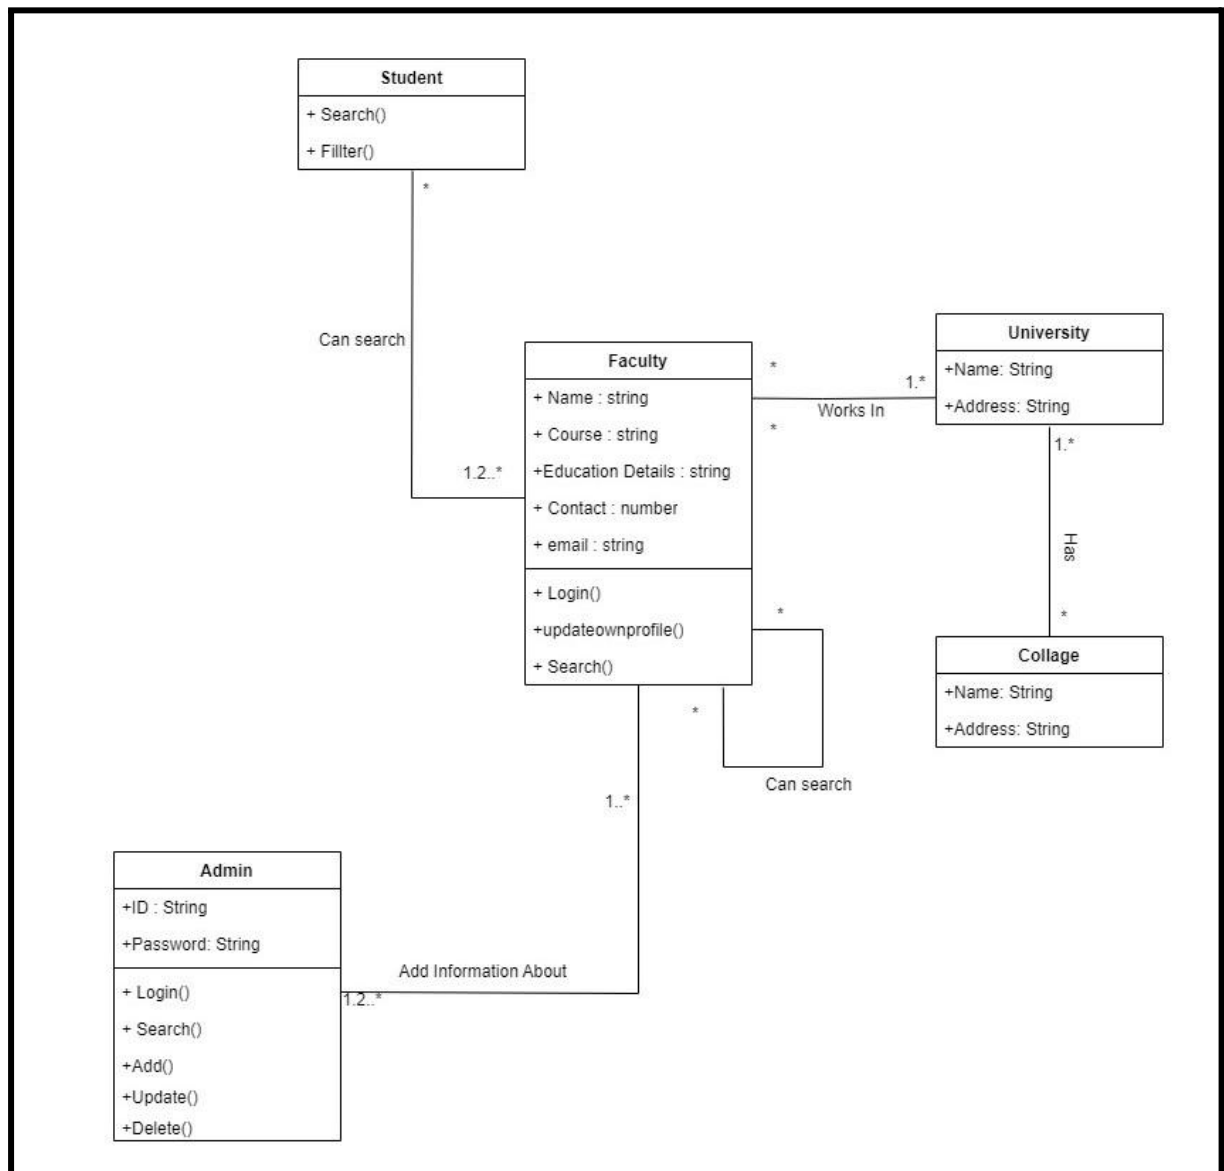 Student
+ Search()
+ Fillter()
*
Can search
1.2..*
Faculty
+ Name : string
+ Course : string
+Education Details : string
+ Contact : number
+ email : string
+ Login()
+updateownprofile()
+ Search()
*
1.*
Works In
*
University
+Name: String
+Address: String
1.*
Has
*
Collage
+Name: String
+Address: String
*
*
Can search
1..*
Admin
+ID : String
+Password: String
+ Login()
+ Search()
+Add()
+Update()
+Delete()
Add Information About
1.2..*